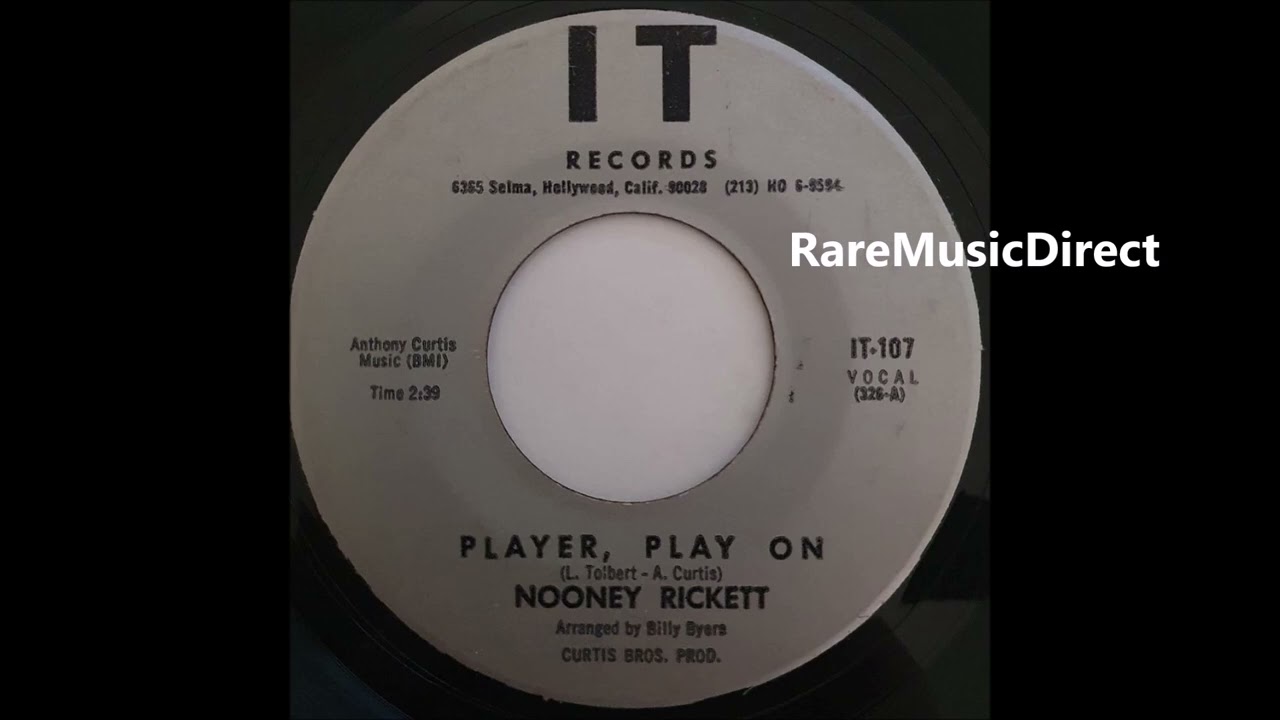 IT
RECORDS
6365 Selma, Hollywood, Calif. 90028 (213) HO 6-9594
RareMusicDirect
Anthony Curtis
Music (BMI)
Time 2:39
IT-107
VOCAL
(326-A)
PLAYER, PLAY ON
(L. Tolbert - A. Curtis)
NOONEY RICKETT
Arranged by Billy Byers
CURTIS BROS. PROD.